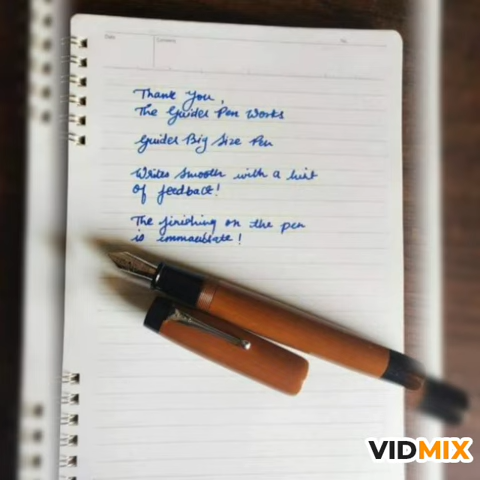 Date
Thank You,
The Guider Pen Works
Guider Big Size Pen
Writes smooth with a hint
of feedback!
The finishing on the pen
is immaculate!
VIDMIX